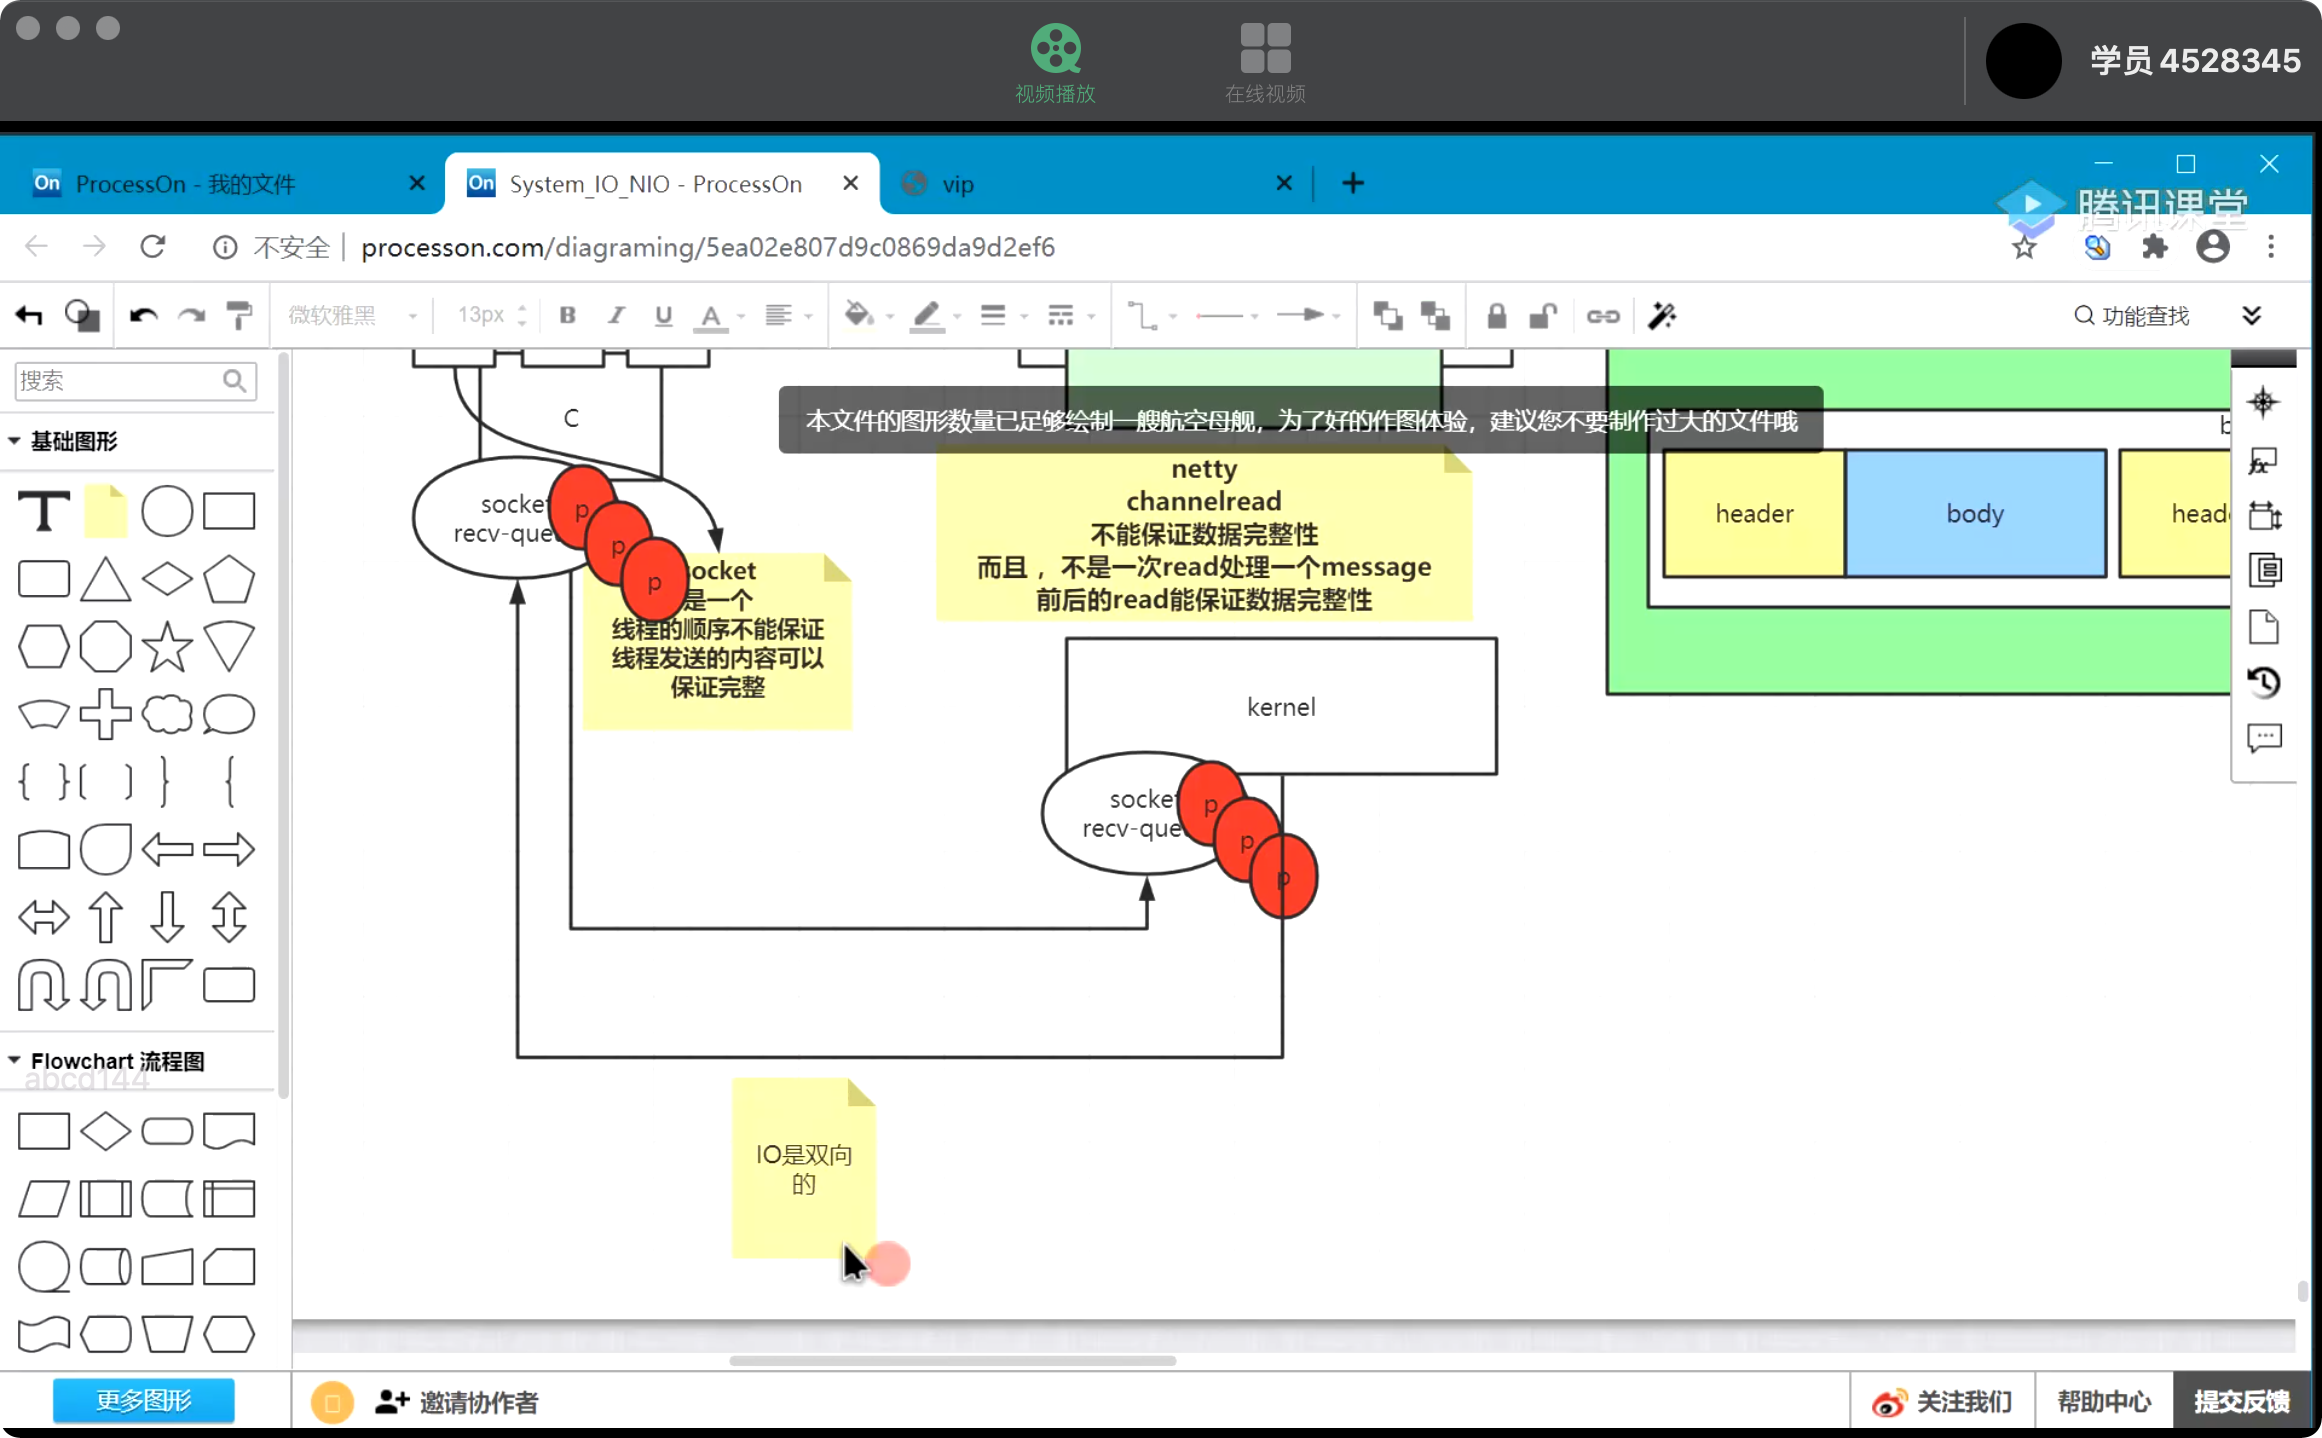 视频播放
在线视频
学员 4528345
On ProcessOn - 我的文件
On System_IO_NIO - ProcessOn
vip
腾讯课堂
不安全
processon.com/diagraming/5ea02e807d9c0869da9d2ef6
微软雅黑
13px
B I U A
功能查找
搜索
基础图形
T
C
本文件的图形数量已足够绘制一艘航空母舰，为了好的作图体验，建议您不要制作过大的文件哦
netty
channelread
不能保证数据完整性
而且，不是一次read处理一个message
前后的read能保证数据完整性
header
body
socket
recv-que
p
p
p
socket
是一个
线程的顺序不能保证
线程发送的内容可以
保证完整
kernel
socket
recv-que
p
p
p
Flowchart 流程图
abcd144
IO是双向
的
更多图形
邀请协作者
关注我们
帮助中心
提交反馈